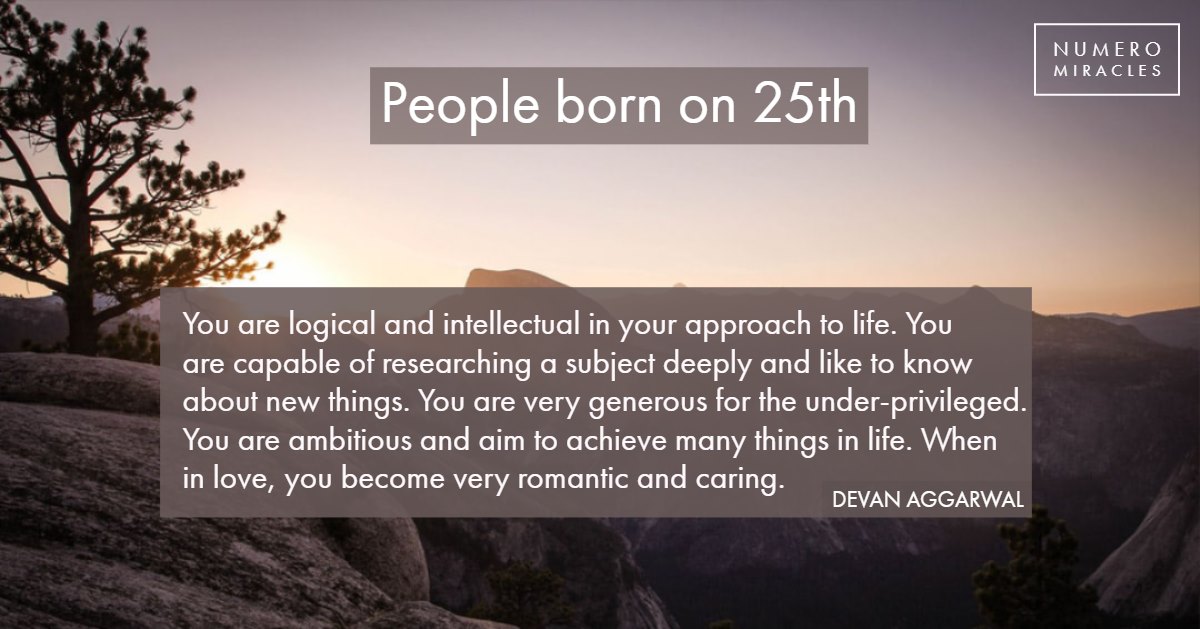 NUMERO
MIRACLES
People born on 25th
You are logical and intellectual in your approach to life. You
are capable of researching a subject deeply and like to know
about new things. You are very generous for the under-privileged.
You are ambitious and aim to achieve many things in life. When
in love, you become very romantic and caring.
DEVAN AGGARWAL